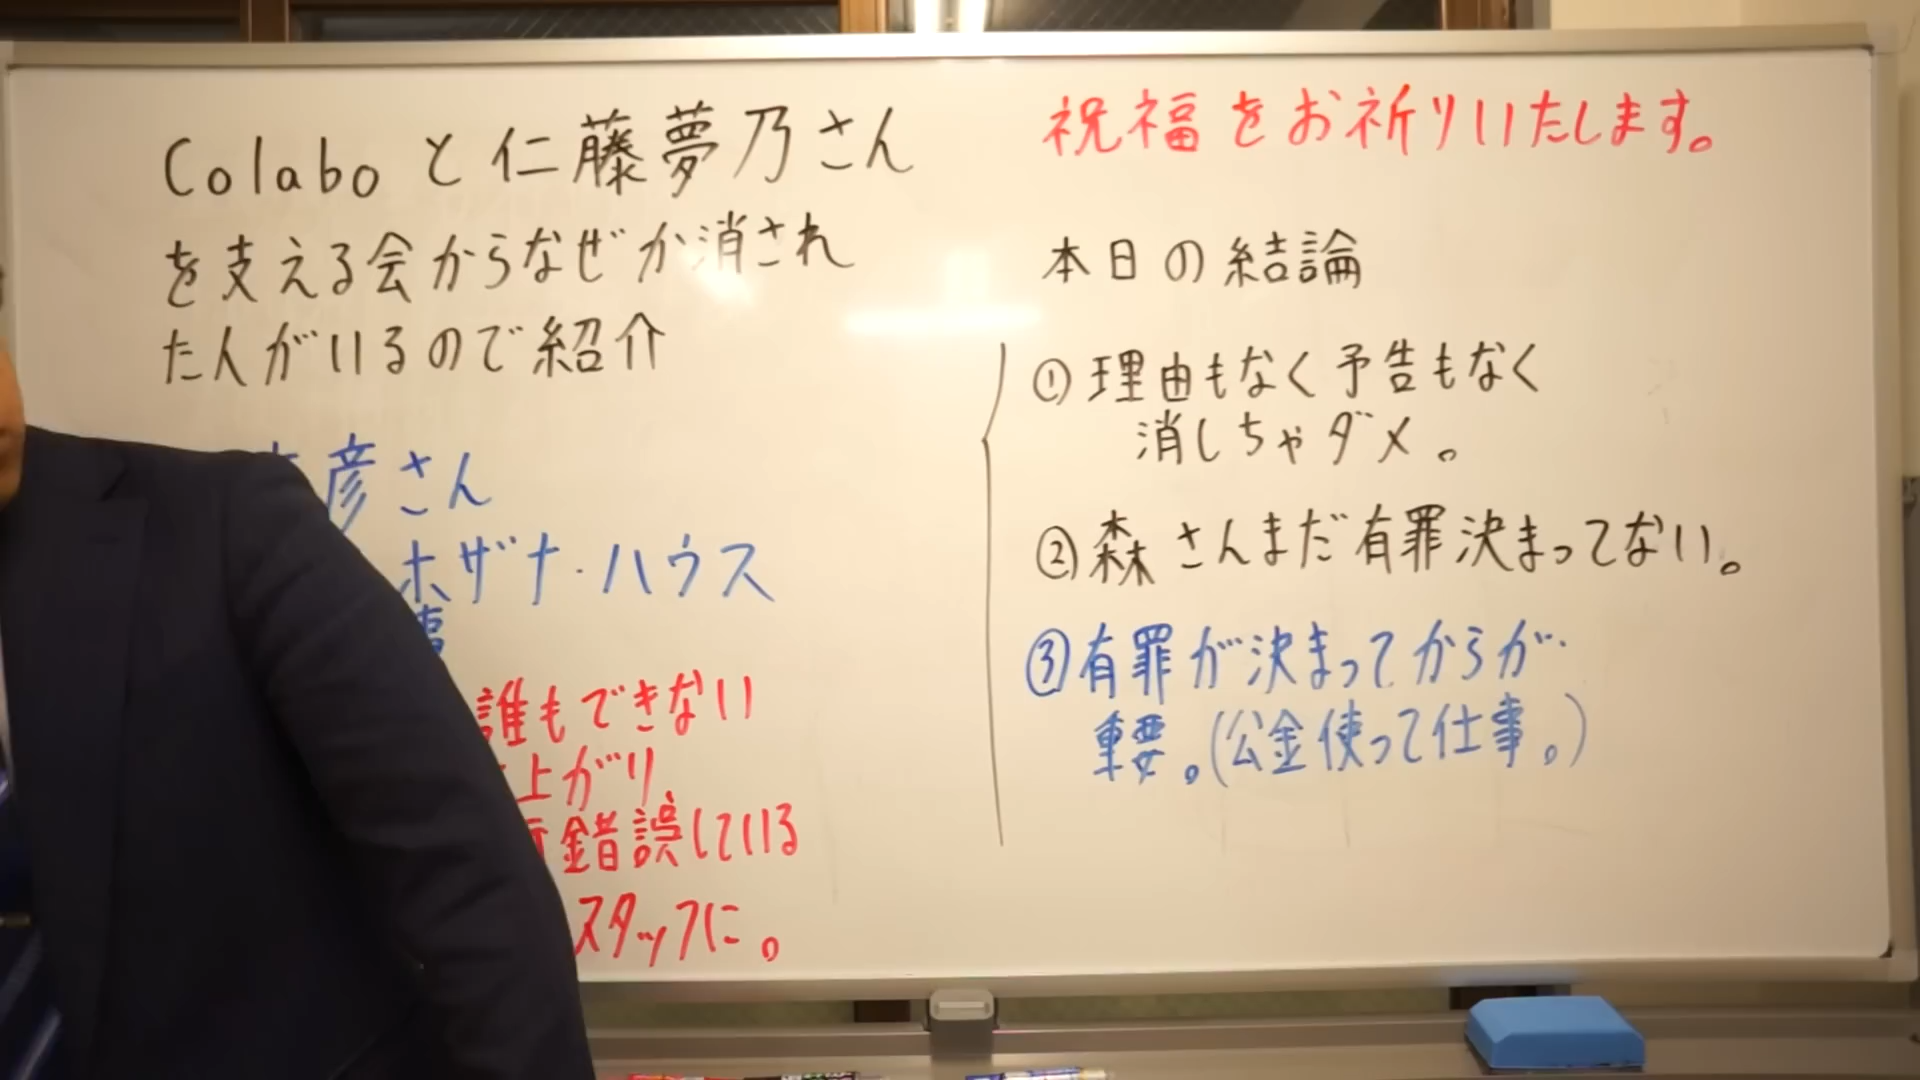 Colaboと仁藤夢乃さん
を支える会からなぜか消され
た人がいるので紹介
彦さん
ホザナ・ハウス
事
誰もできない
上がり、
錯誤している
スタッフに。
祝福をお祈りいたします。
本日の結論
①理由もなく予告もなく
消しちゃダメ。
②森さんまだ有罪決まってない。
③有罪が決まってからが
重要。(公金使って仕事。)